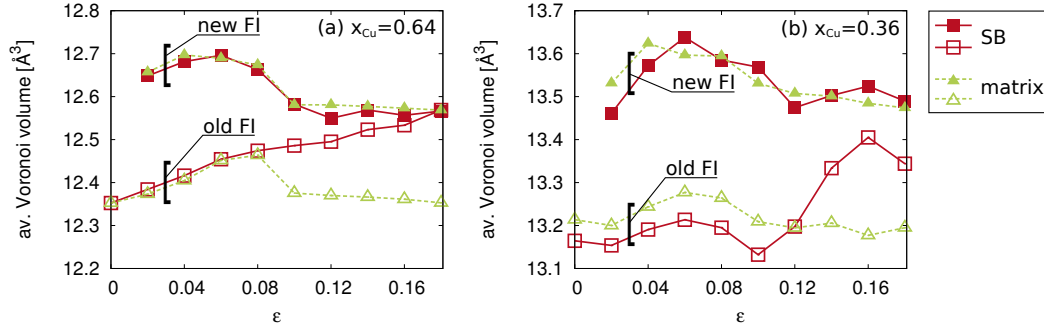 (a) xCu=0.64
new FI
old FI
av. Voronoi volume [Å³]
12.8
12.7
12.6
12.5
12.4
12.3
12.2
0
0.04
0.08
0.12
0.16
ε
(b) xCu=0.36
new FI
old FI
av. Voronoi volume [Å³]
13.7
13.6
13.5
13.4
13.3
13.2
13.1
0
0.04
0.08
0.12
0.16
ε
SB
matrix